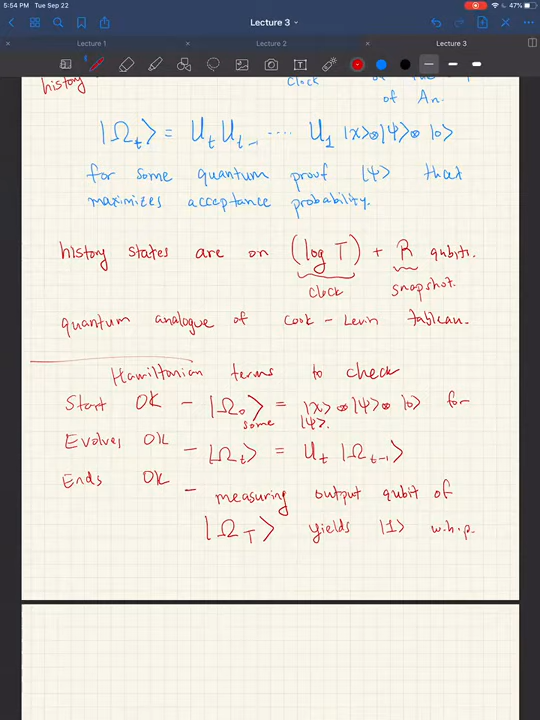 5:54 PM Tue Sep 22
47%
Lecture 3
Lecture 1
Lecture 2
Lecture 3
history
clock
of An.
|Ω_t⟩ = U_t U_{t-1} .... U_1 |x⟩⊗|ψ⟩⊗|0⟩
for some quantum proof |ψ⟩ that
maximizes acceptance probability.
history states are on (log T) + R qubits.
clock snapshot.
quantum analogue of Cook-Levin tableau.
Hamiltonian terms to check
Start OK - |Ω_0⟩ = |x⟩⊗|ψ⟩⊗|0⟩ for
some |ψ⟩.
Evolves OK - |Ω_t⟩ = U_t |Ω_{t-1}⟩
Ends OK - measuring output qubit of
|Ω_T⟩ yields |1⟩ w.h.p.